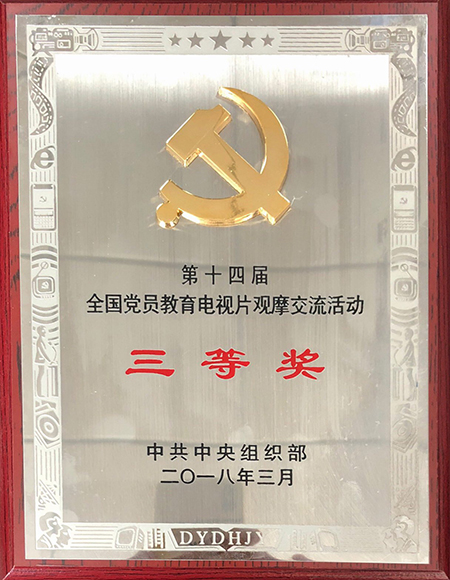 第十四届
全国党员教育电视片观摩交流活动
三等奖
中共中央组织部
二〇一八年三月
DYDHJY